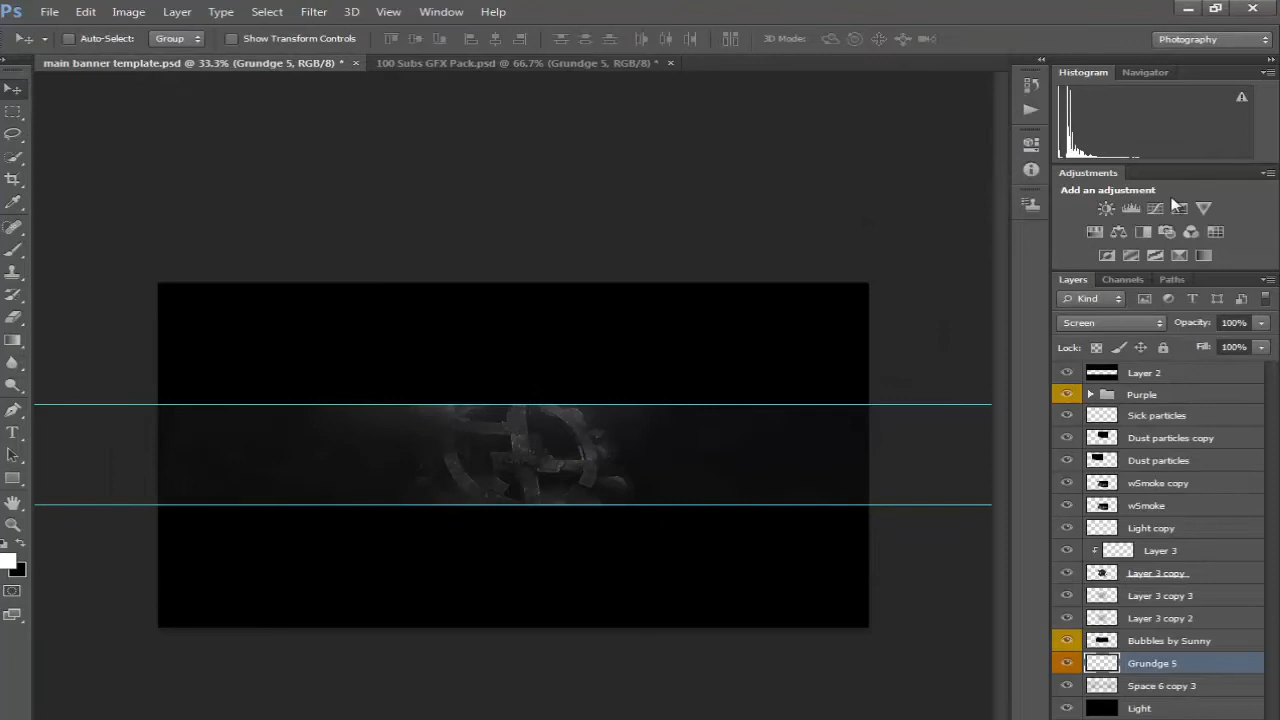 Ps File Edit Image Layer Type Select Filter 3D View Window Help
Auto-Select: Group Show Transform Controls 3D Mode: Photography
main banner template.psd @ 33.3% (Grundge 5, RGB/8) * × 100 Subs GFX Pack.psd @ 66.7% (Grundge 5, RGB/8) * ×
Histogram Navigator
Adjustments
Add an adjustment
Layers Channels Paths
Kind
Screen Opacity: 100%
Lock: Fill: 100%
Layer 2
Purple
Sick particles
Dust particles copy
Dust particles
wSmoke copy
wSmoke
Light copy
Layer 3
Layer 3 copy
Layer 3 copy 3
Layer 3 copy 2
Bubbles by Sunny
Grundge 5
Space 6 copy 3
Light